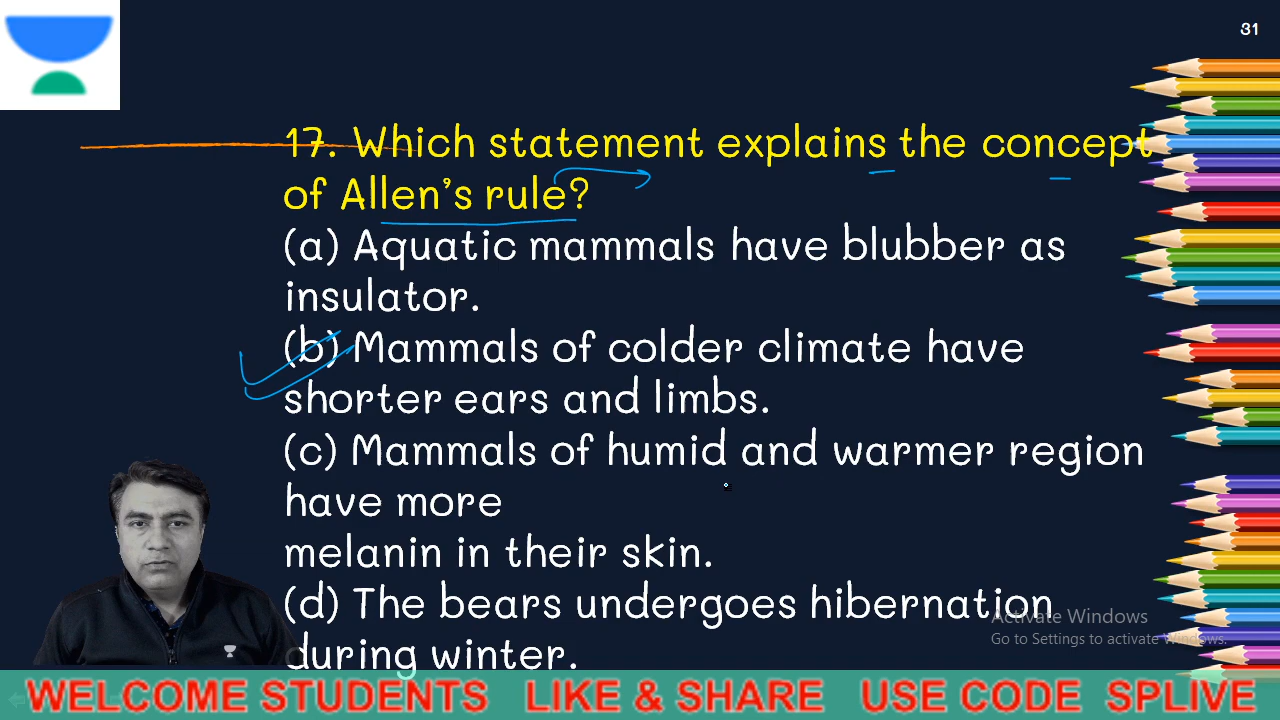 31
17. Which statement explains the concept
of Allen's rule?
(a) Aquatic mammals have blubber as
insulator.
(b) Mammals of colder climate have
shorter ears and limbs.
(c) Mammals of humid and warmer region
have more
melanin in their skin.
(d) The bears undergoes hibernation
during winter.
Activate Windows
Go to Settings to activate Windows.
WELCOME STUDENTS LIKE & SHARE USE CODE SPLIVE